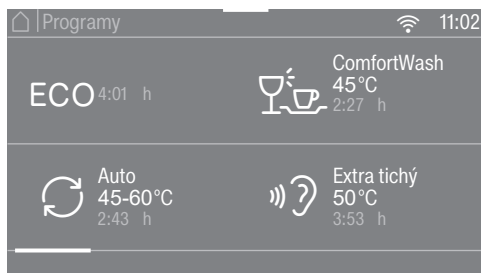 Programy
11:02
ECO 4:01 h
ComfortWash
45°C
2:27 h
Auto
45-60°C
2:43 h
Extra tichý
50°C
3:53 h